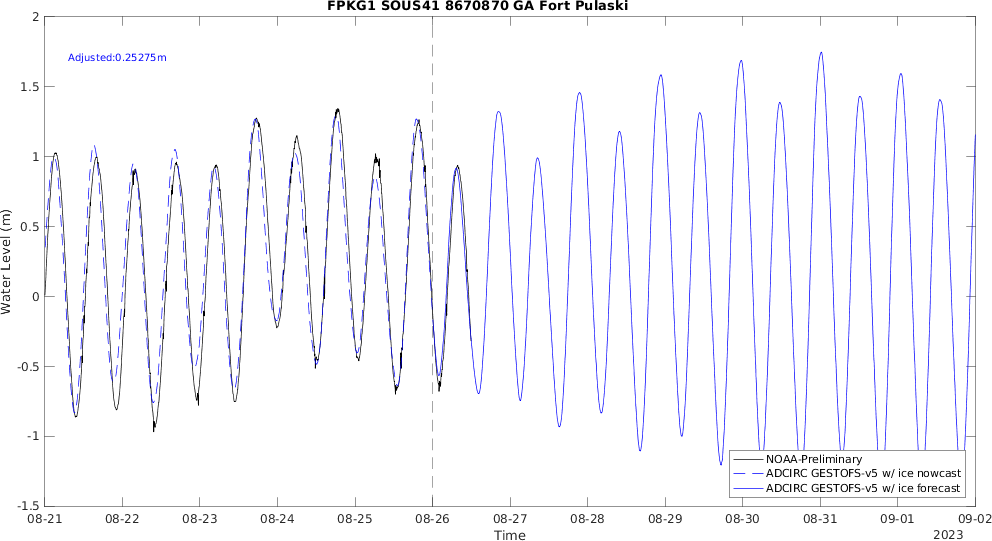 FPKG1 SOUS41 8670870 GA Fort Pulaski
2
Adjusted:0.25275m
1.5
1
0.5
Water Level (m)
0
-0.5
-1
NOAA-Preliminary
ADCIRC GESTOFS-v5 w/ ice nowcast
ADCIRC GESTOFS-v5 w/ ice forecast
-1.5
08-21 08-22 08-23 08-24 08-25 08-26 08-27 08-28 08-29 08-30 08-31 09-01 09-02
Time 2023